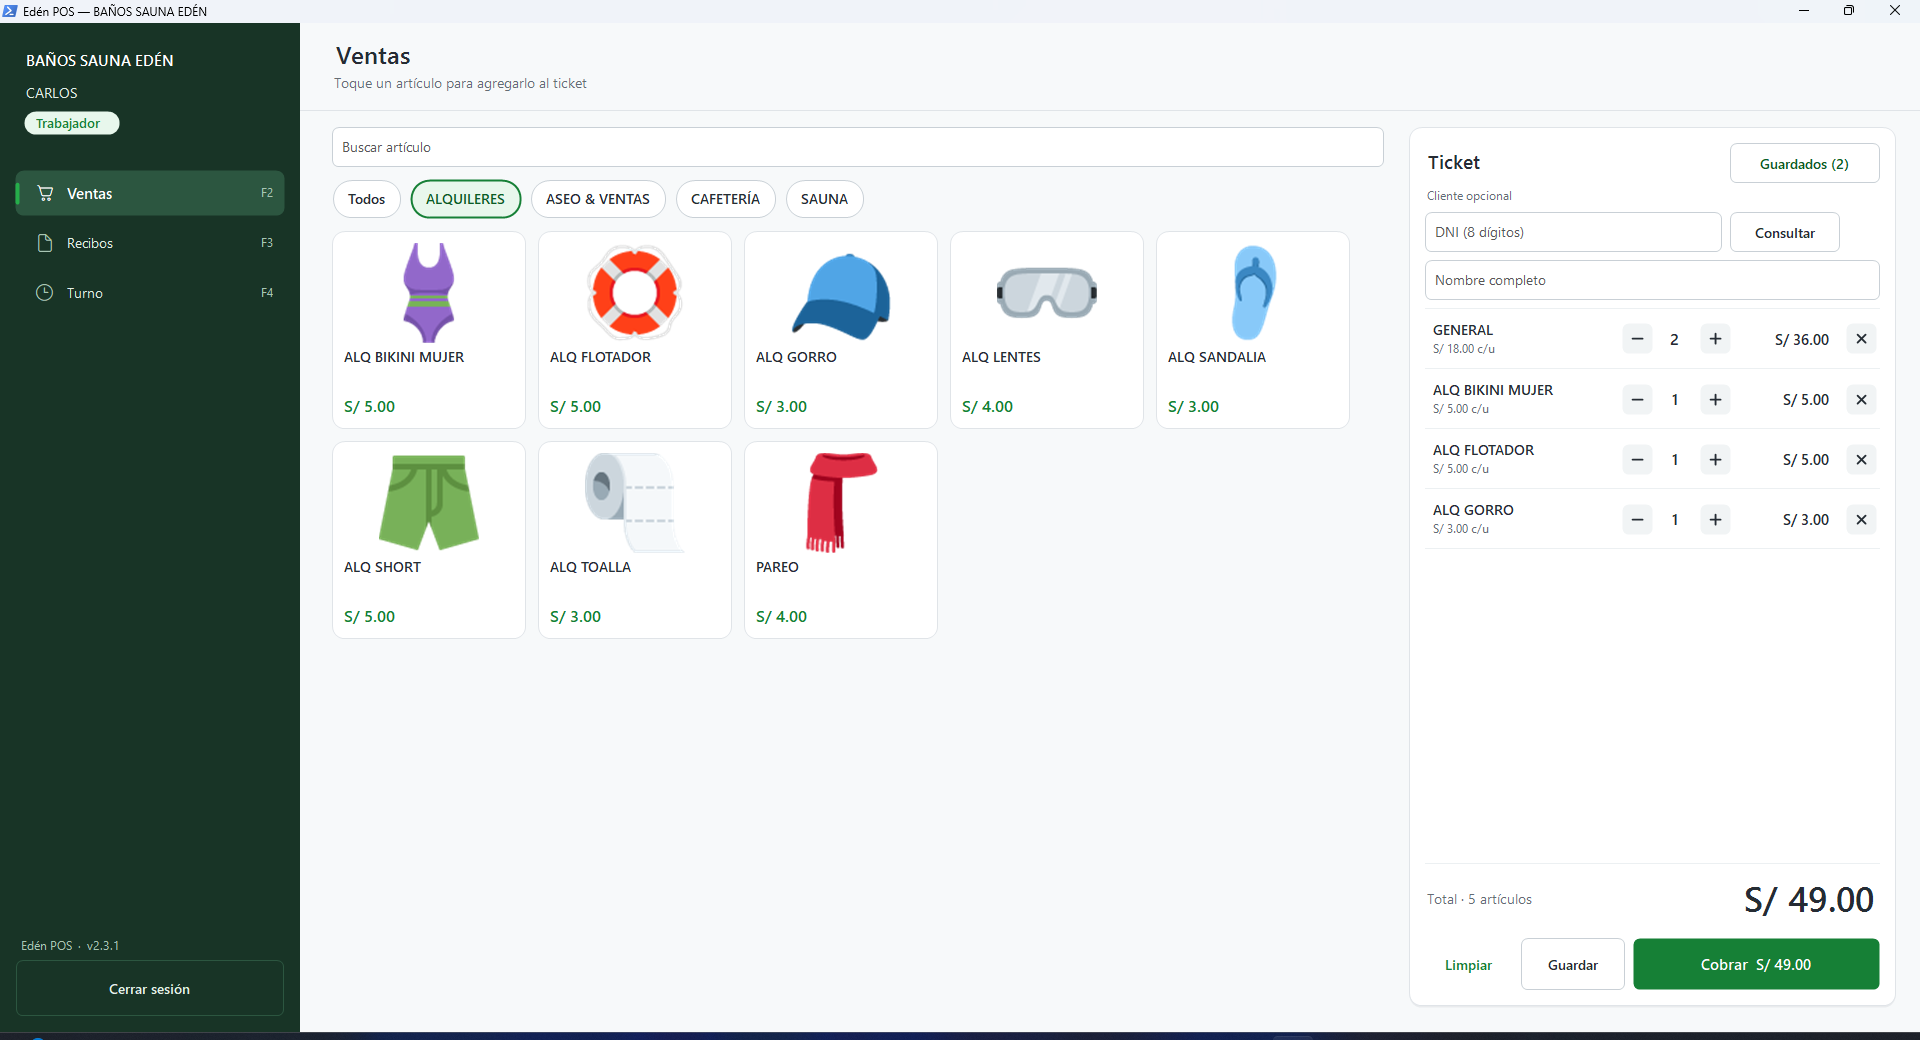 Edén POS — BAÑOS SAUNA EDÉN
BAÑOS SAUNA EDÉN
CARLOS
Trabajador
Ventas F2
Recibos F3
Turno F4
Edén POS · v2.3.1
Cerrar sesión
Ventas
Toque un artículo para agregarlo al ticket
Buscar artículo
Todos ALQUILERES ASEO & VENTAS CAFETERÍA SAUNA
ALQ BIKINI MUJER
S/ 5.00
ALQ FLOTADOR
S/ 5.00
ALQ GORRO
S/ 3.00
ALQ LENTES
S/ 4.00
ALQ SANDALIA
S/ 3.00
ALQ SHORT
S/ 5.00
ALQ TOALLA
S/ 3.00
PAREO
S/ 4.00
Ticket
Guardados (2)
Cliente opcional
DNI (8 dígitos)
Consultar
Nombre completo
GENERAL
S/ 18.00 c/u
2
S/ 36.00
ALQ BIKINI MUJER
S/ 5.00 c/u
1
S/ 5.00
ALQ FLOTADOR
S/ 5.00 c/u
1
S/ 5.00
ALQ GORRO
S/ 3.00 c/u
1
S/ 3.00
Total · 5 artículos
S/ 49.00
Limpiar
Guardar
Cobrar S/ 49.00